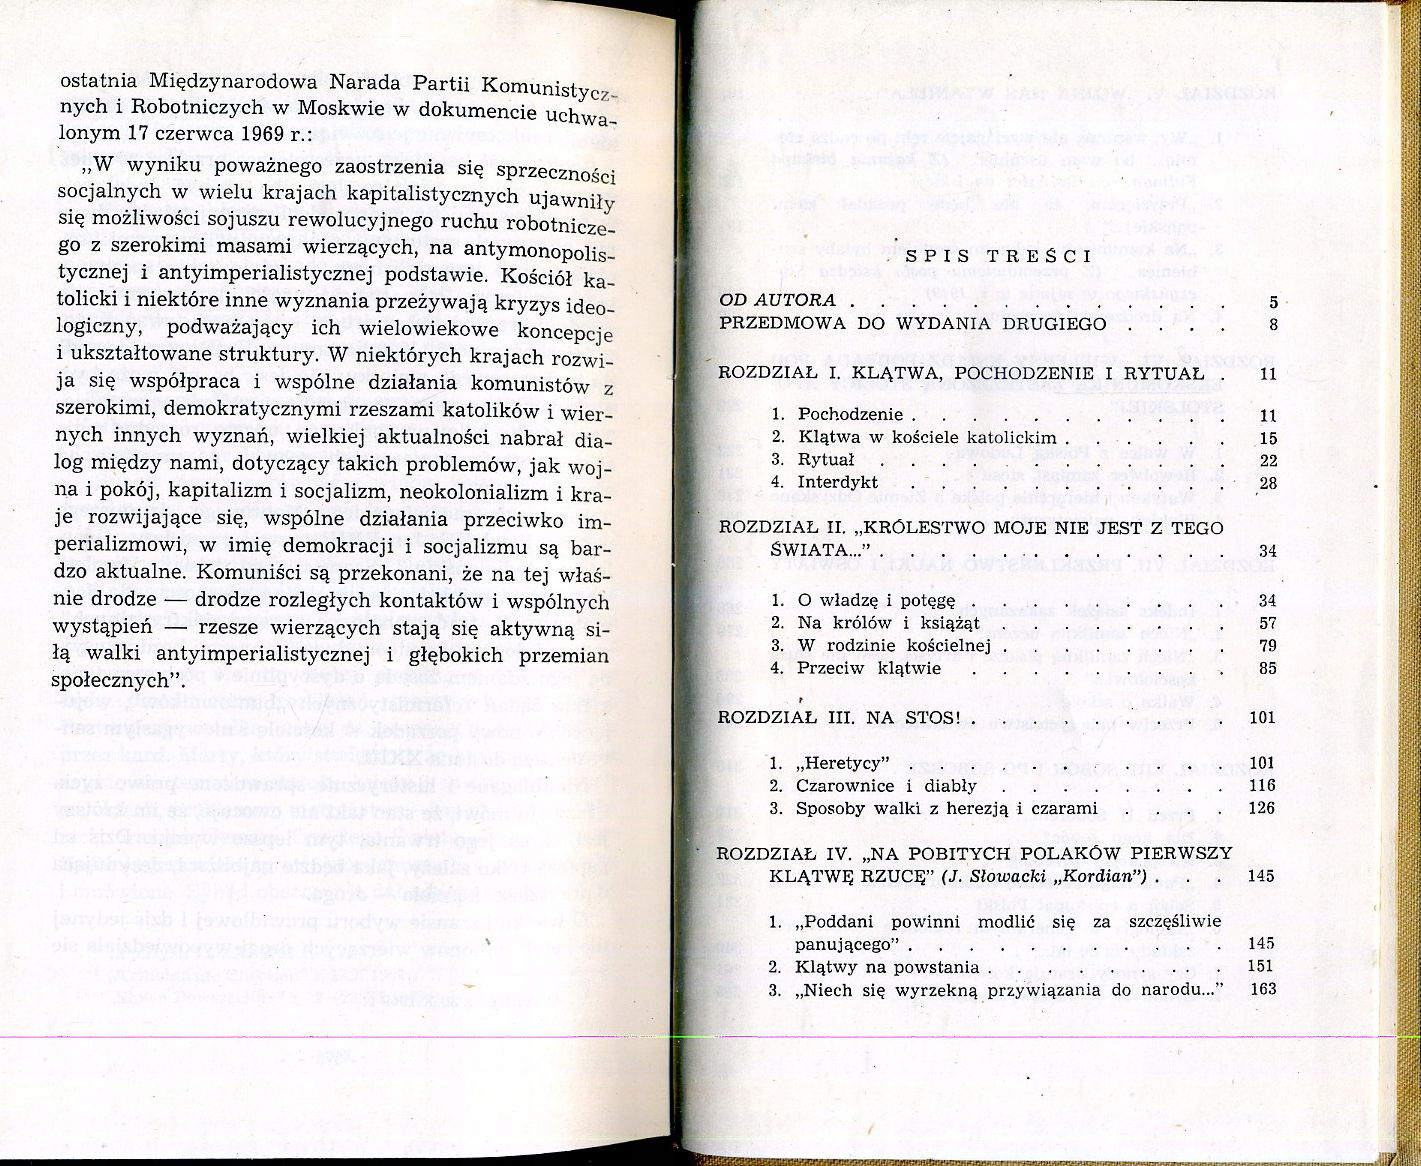 ostatnia Międzynarodowa Narada Partii Komunistycz-
nych i Robotniczych w Moskwie w dokumencie uchwa-
lonym 17 czerwca 1969 r.:
„W wyniku poważnego zaostrzenia się sprzeczności
socjalnych w wielu krajach kapitalistycznych ujawniły
się możliwości sojuszu rewolucyjnego ruchu robotnicze-
go z szerokimi masami wierzących, na antymonopolis-
tycznej i antyimperialistycznej podstawie. Kościół ka-
tolicki i niektóre inne wyznania przeżywają kryzys ideo-
logiczny, podważający ich wielowiekowe koncepcje
i ukształtowane struktury. W niektórych krajach rozwi-
ja się współpraca i wspólne działania komunistów z
szerokimi, demokratycznymi rzeszami katolików i wier-
nych innych wyznań, wielkiej aktualności nabrał dia-
log między nami, dotyczący takich problemów, jak woj-
na i pokój, kapitalizm i socjalizm, neokolonializm i kra-
je rozwijające się, wspólne działania przeciwko im-
perializmowi, w imię demokracji i socjalizmu są bar-
dzo aktualne. Komuniści są przekonani, że na tej właś-
nie drodze — drodze rozległych kontaktów i wspólnych
wystąpień — rzesze wierzących stają się aktywną si-
łą walki antyimperialistycznej i głębokich przemian
społecznych”.
SPIS TREŚCI
OD AUTORA . 5
PRZEDMOWA DO WYDANIA DRUGIEGO . . . . 8
ROZDZIAŁ I. KLĄTWA, POCHODZENIE I RYTUAŁ 11
1. Pochodzenie . . . . . . . . . . . 11
2. Klątwa w kościele katolickim . . . . . . 15
3. Rytuał . . . . . . . . . . . . 22
4. Interdykt . . . . . . . . . . . 28
ROZDZIAŁ II. „KRÓLESTWO MOJE NIE JEST Z TEGO
ŚWIATA...” . . . . . . . . . . . 34
1. O władzę i potęgę . . . . . . . . 34
2. Na królów i książąt . . . . . . . . 57
3. W rodzinie kościelnej . . . . . . . 79
4. Przeciw klątwie . . . . . . . . . 85
ROZDZIAŁ III. NA STOS! . . . . . . . . . 101
1. „Heretycy” . . . . . . . . . . . 101
2. Czarownice i diabły . . . . . . . . 116
3. Sposoby walki z herezją i czarami . . . . 126
ROZDZIAŁ IV. „NA POBITYCH POLAKÓW PIERWSZY
KLĄTWĘ RZUCĘ” (J. Słowacki „Kordian”) . . . 145
1. „Poddani powinni modlić się za szczęśliwie
panującego” . . . . . . . . . . . 145
2. Klątwy na powstania . . . . . . . . 151
3. „Niech się wyrzekną przywiązania do narodu...” 163